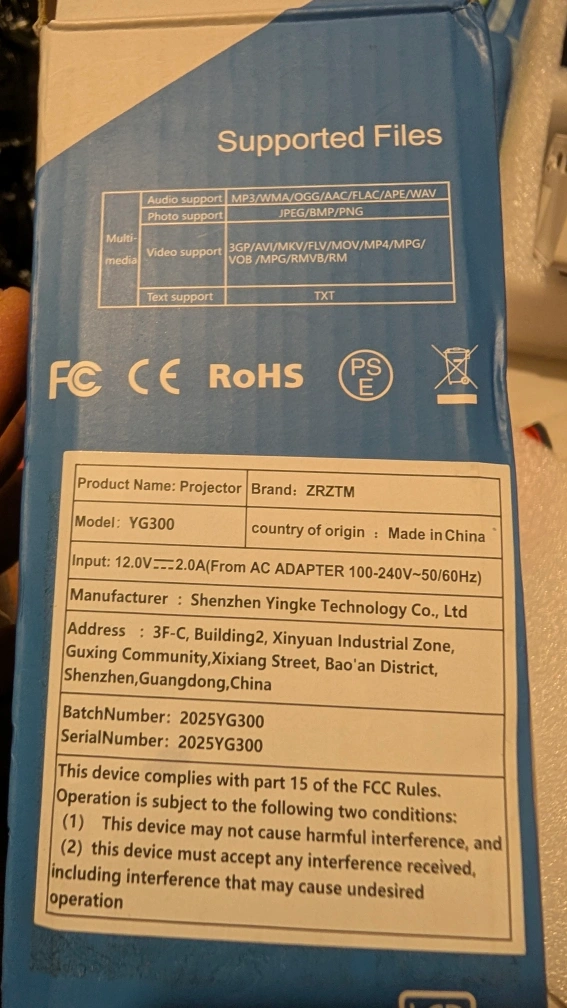 Supported Files
Multi-
media
Audio support MP3/WMA/OGG/AAC/FLAC/APE/WAV
Photo support JPEG/BMP/PNG
Video support 3GP/AVI/MKV/FLV/MOV/MP4/MPG/
VOB /MPG/RMVB/RM
Text support TXT
FC CE RoHS PS
E
Product Name: Projector Brand: ZRZTM
Model: YG300 country of origin : Made in China
Input: 12.0V⎓2.0A(From AC ADAPTER 100-240V~50/60Hz)
Manufacturer : Shenzhen Yingke Technology Co., Ltd
Address : 3F-C, Building2, Xinyuan Industrial Zone,
Guxing Community,Xixiang Street, Bao'an District,
Shenzhen,Guangdong,China
BatchNumber: 2025YG300
SerialNumber: 2025YG300
This device complies with part 15 of the FCC Rules.
Operation is subject to the following two conditions:
(1) This device may not cause harmful interference, and
(2) this device must accept any interference received,
including interference that may cause undesired
operation